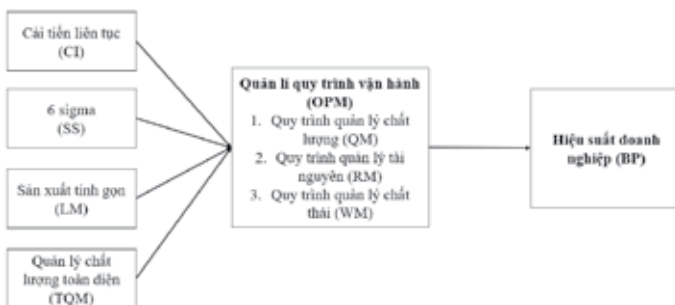 Cải tiến liên tục
(CI)
6 sigma
(SS)
Sản xuất tinh gọn
(LM)
Quản lý chất
lượng toàn diện
(TQM)
Quản lí quy trình vận hành
(OPM)
1. Quy trình quản lý chất
lượng (QM)
2. Quy trình quản lý tài
nguyên (RM)
3. Quy trình quản lý chất
thải (WM)
Hiệu suất doanh
nghiệp (BP)